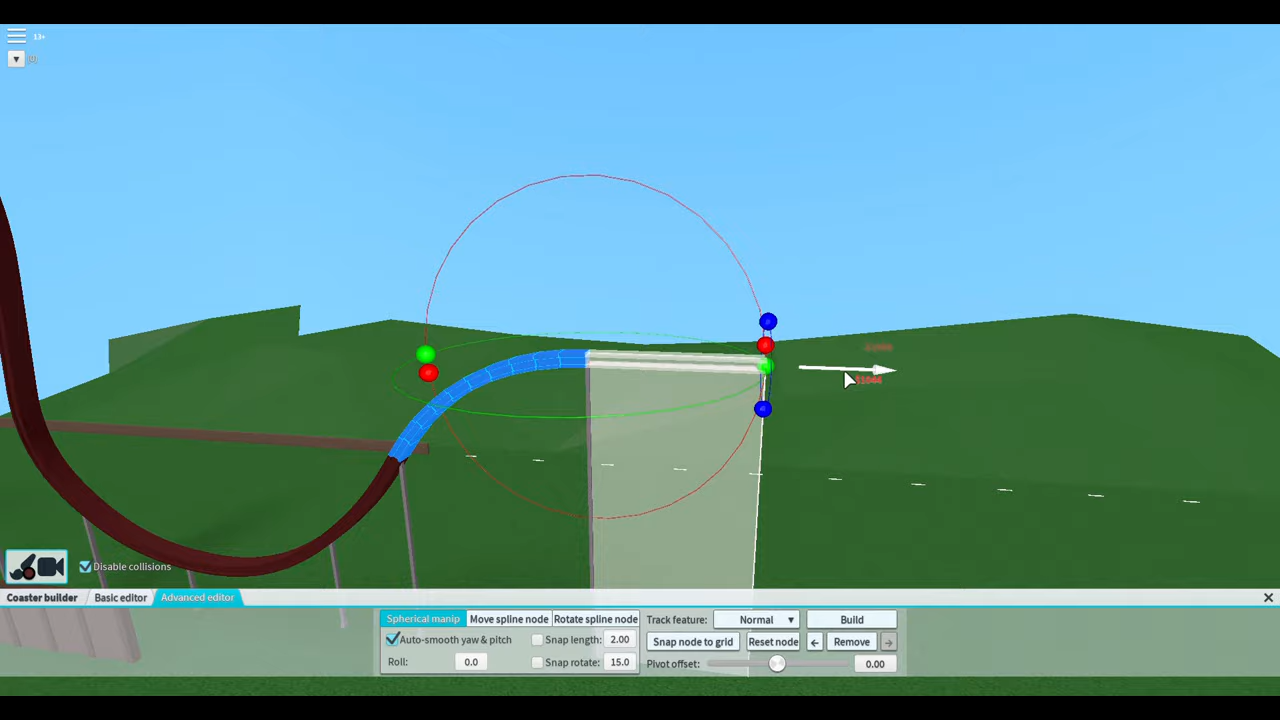 13+
Disable collisions
Coaster builder Basic editor Advanced editor
Spherical manip Move spline node Rotate spline node Track feature: Normal Build
Auto-smooth yaw & pitch Snap length: 2.00 Snap node to grid Reset node Remove
Roll: 0.0 Snap rotate: 15.0 Pivot offset: 0.00